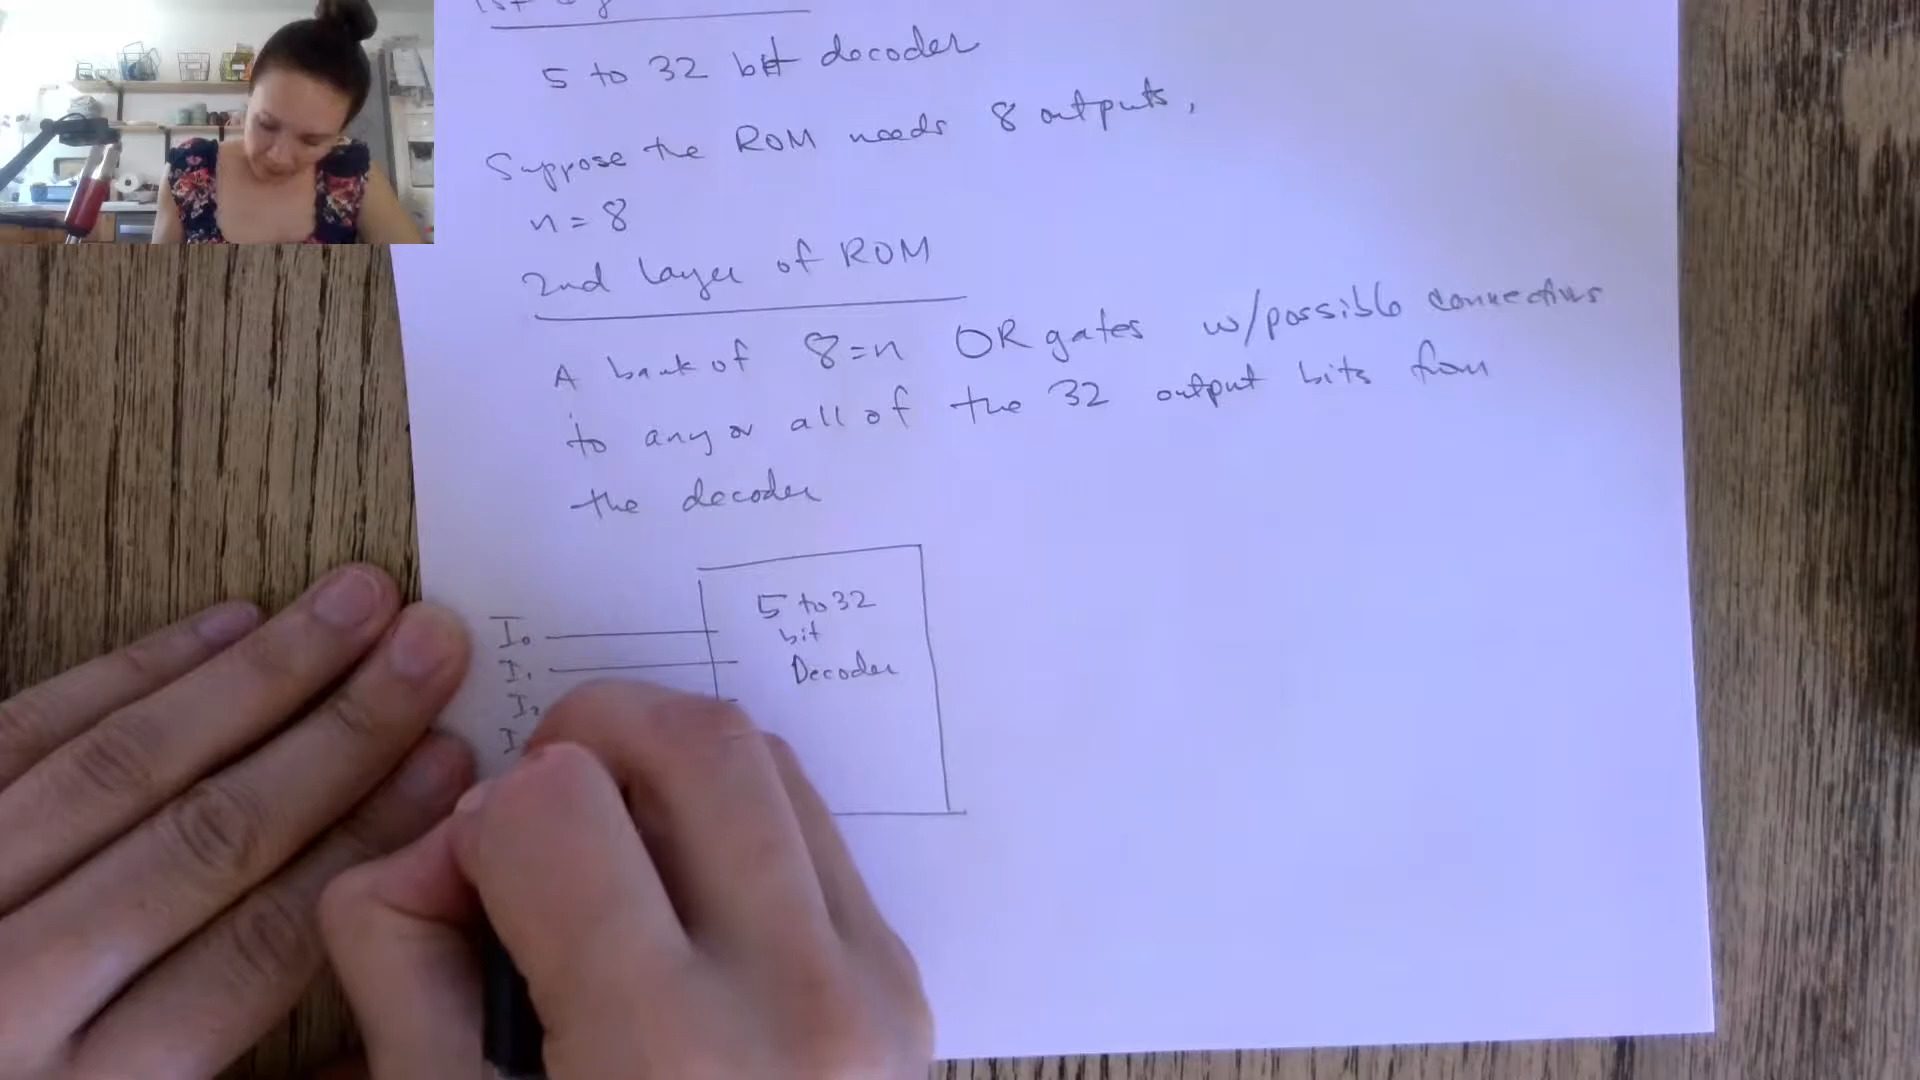 5 to 32 bit decoder
Suppose the ROM needs 8 outputs,
n = 8
2nd layer of ROM
A bank of 8=n OR gates w/possible connections
to any or all of the 32 output bits from
the decoder
5 to 32
bit
Decoder
I₀
I₁
I₂
I